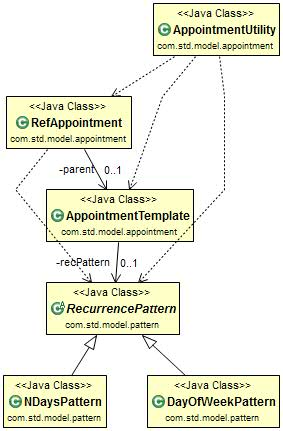 <<Java Class>>
AppointmentUtility
com.std.model.appointment
<<Java Class>>
RefAppointment
com.std.model.appointment
-parent 0..1
<<Java Class>>
AppointmentTemplate
com.std.model.appointment
-recPattern 0..1
<<Java Class>>
RecurrencePattern
com.std.model.pattern
<<Java Class>>
NDaysPattern
com.std.model.pattern
<<Java Class>>
DayOfWeekPattern
com.std.model.pattern